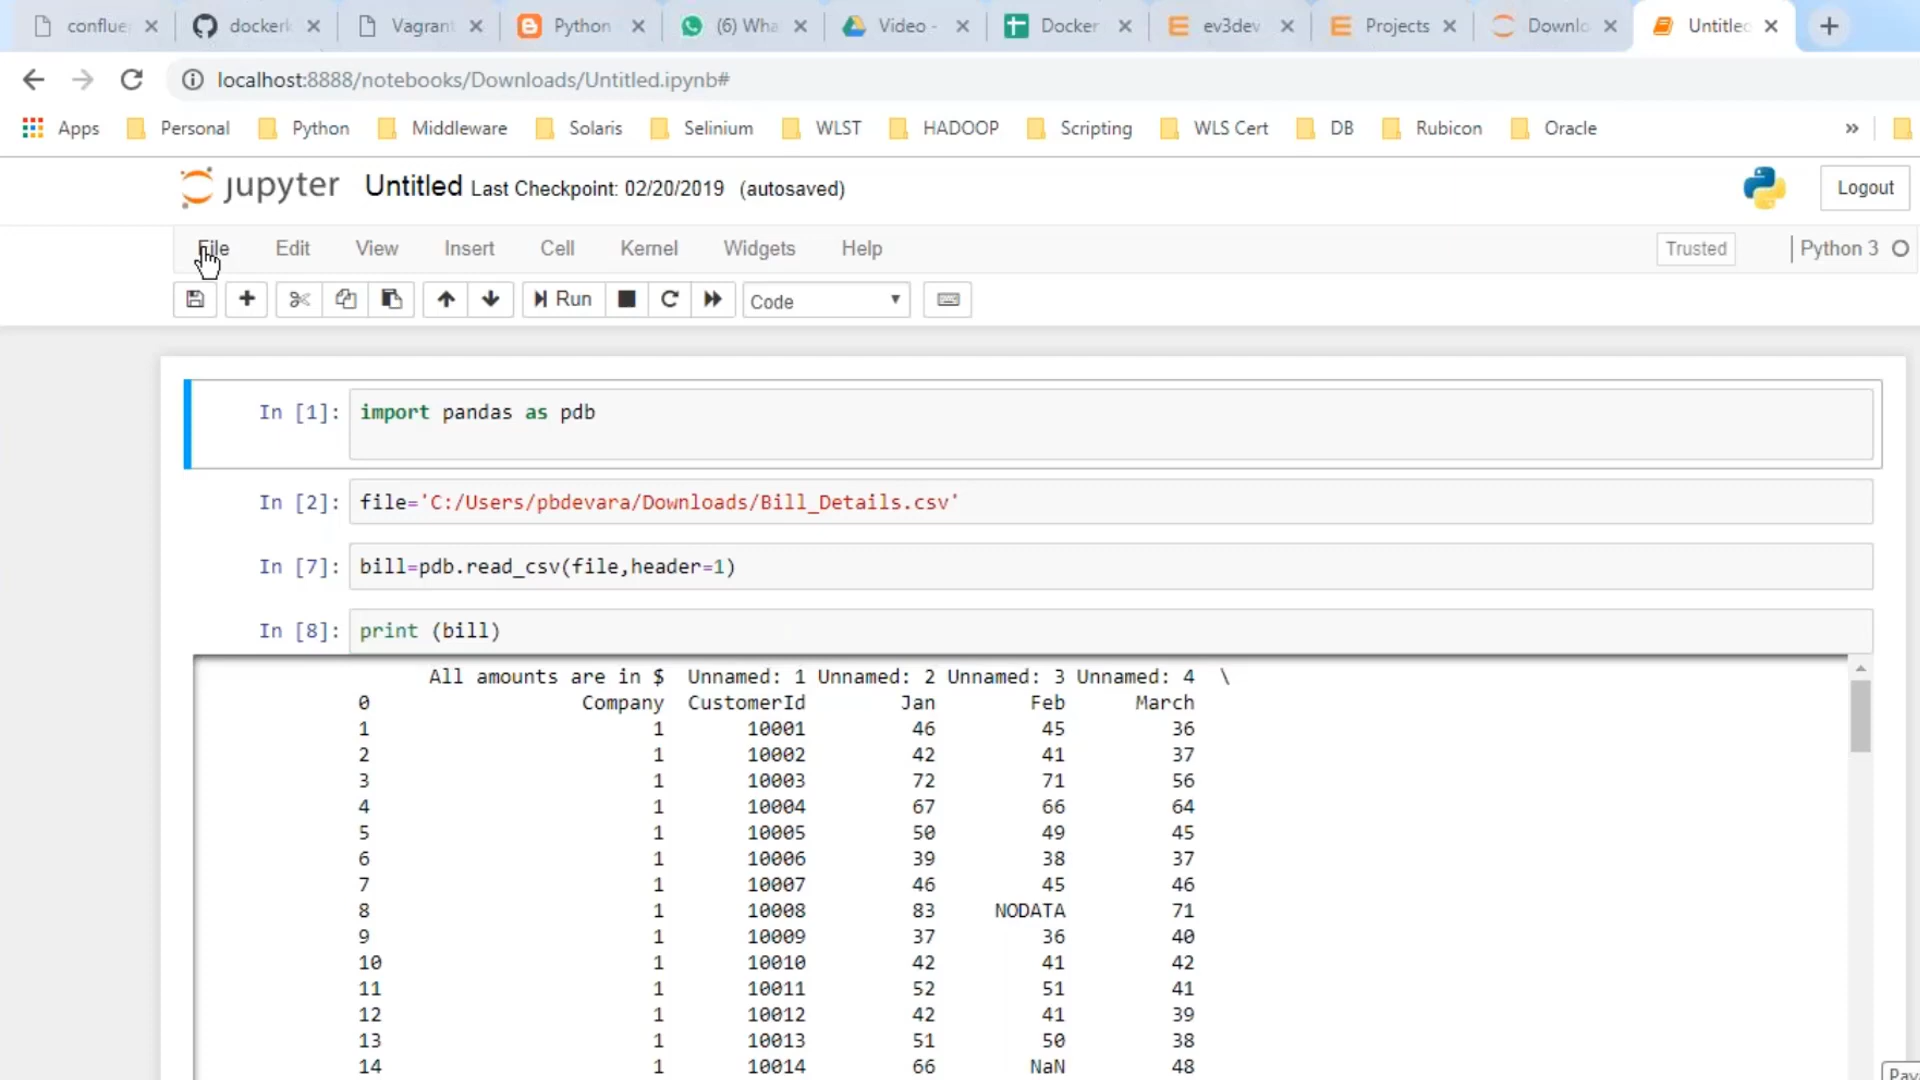 conflue dockerk Vagrant Python (6) Wha Video - Docker ev3dev Projects Downlo Untitled
localhost:8888/notebooks/Downloads/Untitled.ipynb#
Apps Personal Python Middleware Solaris Selinium WLST HADOOP Scripting WLS Cert DB Rubicon Oracle »
jupyter Untitled Last Checkpoint: 02/20/2019 (autosaved) Logout
File Edit View Insert Cell Kernel Widgets Help Trusted Python 3
Run Code
In [1]: import pandas as pdb
In [2]: file='C:/Users/pbdevara/Downloads/Bill_Details.csv'
In [7]: bill=pdb.read_csv(file,header=1)
In [8]: print (bill)
All amounts are in $ Unnamed: 1 Unnamed: 2 Unnamed: 3 Unnamed: 4 \
0 Company CustomerId Jan Feb March
1 1 10001 46 45 36
2 1 10002 42 41 37
3 1 10003 72 71 56
4 1 10004 67 66 64
5 1 10005 50 49 45
6 1 10006 39 38 37
7 1 10007 46 45 46
8 1 10008 83 NODATA 71
9 1 10009 37 36 40
10 1 10010 42 41 42
11 1 10011 52 51 41
12 1 10012 42 41 39
13 1 10013 51 50 38
14 1 10014 66 NaN 48